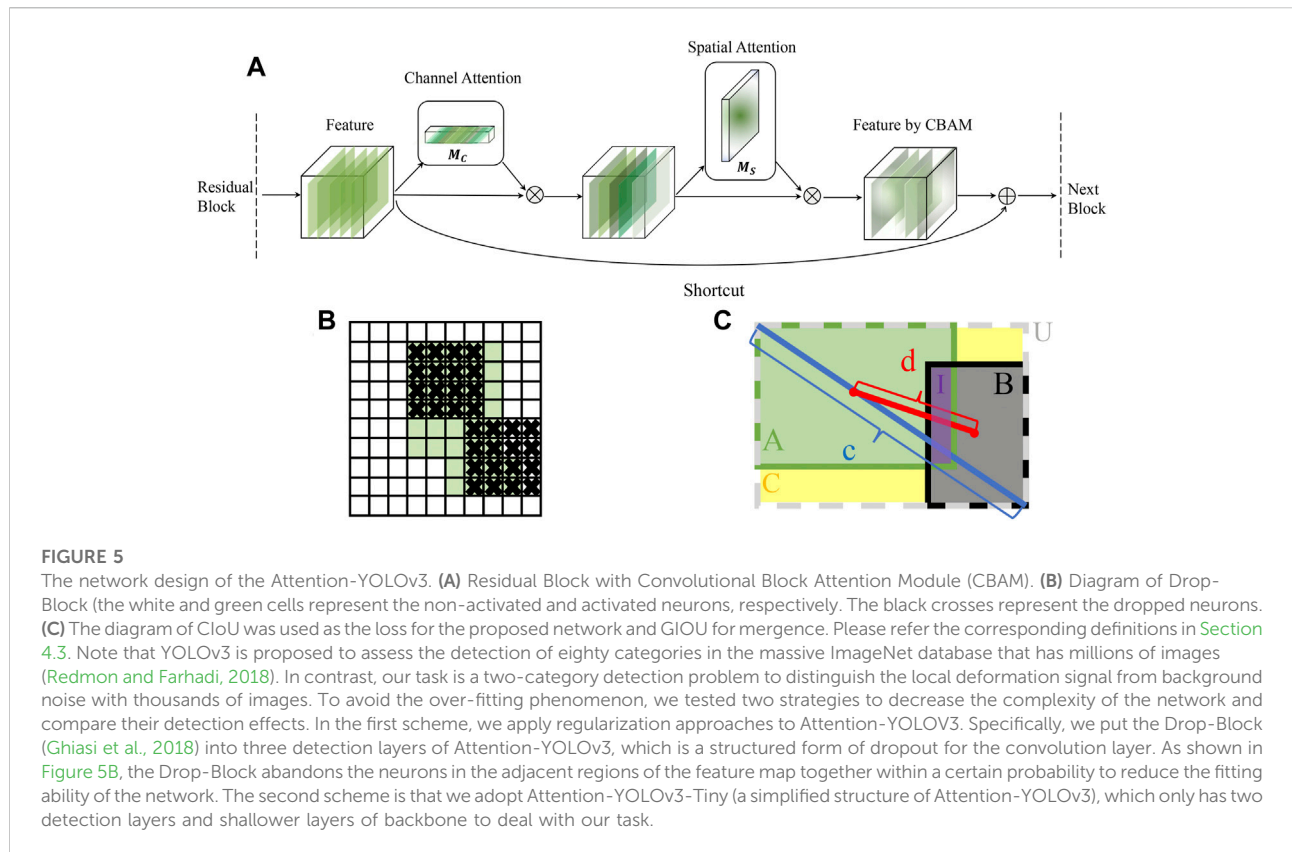 A
Spatial Attention
Channel Attention
Feature
Feature by CBAM
M_C
M_S
Residual
Block
Next
Block
Shortcut
B
C
U
d
I
B
A
c
C
FIGURE 5
The network design of the Attention-YOLOv3. (A) Residual Block with Convolutional Block Attention Module (CBAM). (B) Diagram of Drop-
Block (the white and green cells represent the non-activated and activated neurons, respectively. The black crosses represent the dropped neurons.
(C) The diagram of CIoU was used as the loss for the proposed network and GIOU for mergence. Please refer the corresponding definitions in Section
4.3. Note that YOLOv3 is proposed to assess the detection of eighty categories in the massive ImageNet database that has millions of images
(Redmon and Farhadi, 2018). In contrast, our task is a two-category detection problem to distinguish the local deformation signal from background
noise with thousands of images. To avoid the over-fitting phenomenon, we tested two strategies to decrease the complexity of the network and
compare their detection effects. In the first scheme, we apply regularization approaches to Attention-YOLOV3. Specifically, we put the Drop-Block
(Ghiasi et al., 2018) into three detection layers of Attention-YOLOv3, which is a structured form of dropout for the convolution layer. As shown in
Figure 5B, the Drop-Block abandons the neurons in the adjacent regions of the feature map together within a certain probability to reduce the fitting
ability of the network. The second scheme is that we adopt Attention-YOLOv3-Tiny (a simplified structure of Attention-YOLOv3), which only has two
detection layers and shallower layers of backbone to deal with our task.